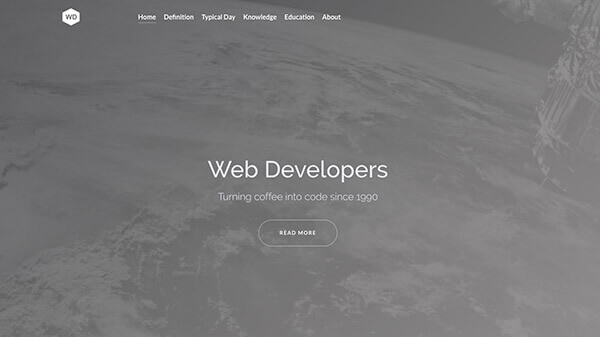 WD
Home Definition Typical Day Knowledge Education About
Web Developers
Turning coffee into code since 1990
READ MORE